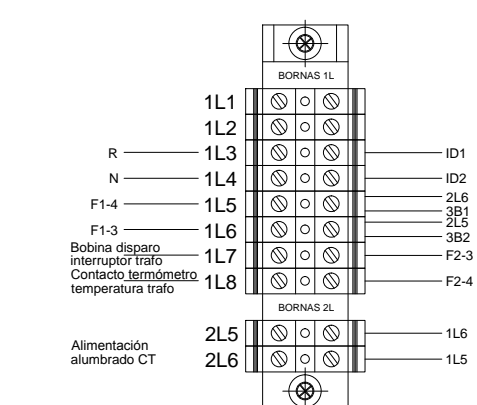 BORNAS 1L
1L1
1L2
R 1L3 ID1
N 1L4 ID2
F1-4 1L5 2L6
3B1
F1-3 1L6 2L5
3B2
Bobina disparo
interruptor trafo 1L7 F2-3
Contacto termómetro
temperatura trafo 1L8 F2-4
BORNAS 2L
2L5 1L6
Alimentación
alumbrado CT 2L6 1L5